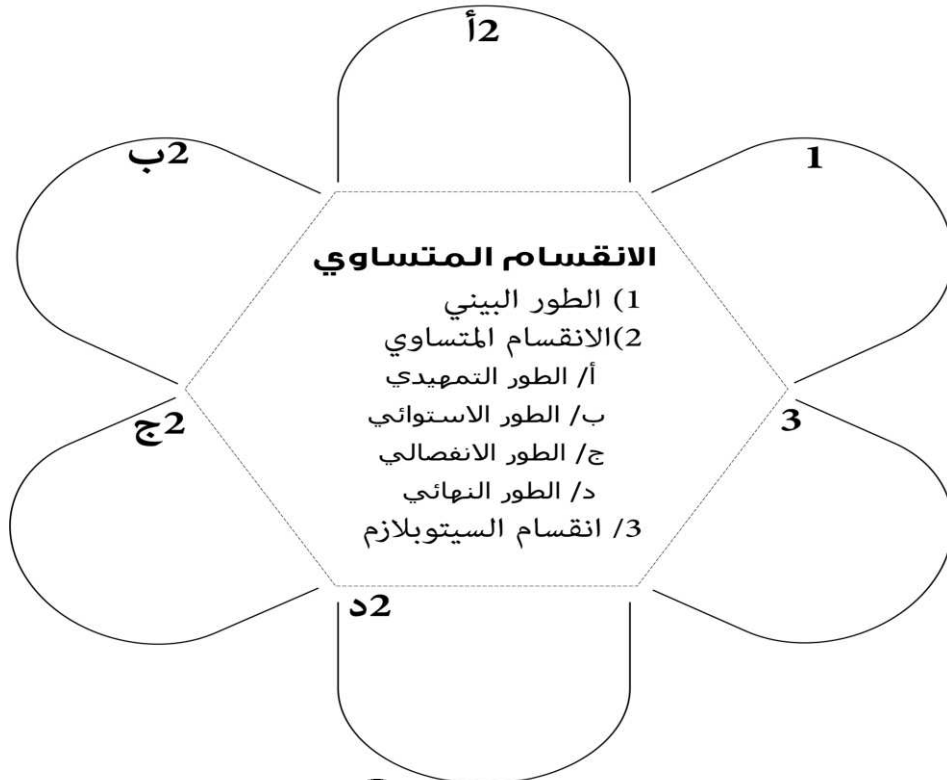 2أ
1
2ب
الانقسام المتساوي
1) الطور البيني
2)الانقسام المتساوي
أ/ الطور التمهيدي
ب/ الطور الاستوائي
ج/ الطور الانفصالي
د/ الطور النهائي
3/ انقسام السيتوبلازم
3
2ج
2د